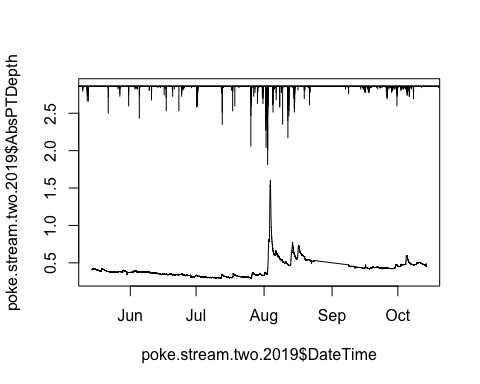 poke.stream.two.2019$AbsPTDepth
2.5
2.0
1.5
1.0
0.5
Jun Jul Aug Sep Oct
poke.stream.two.2019$DateTime